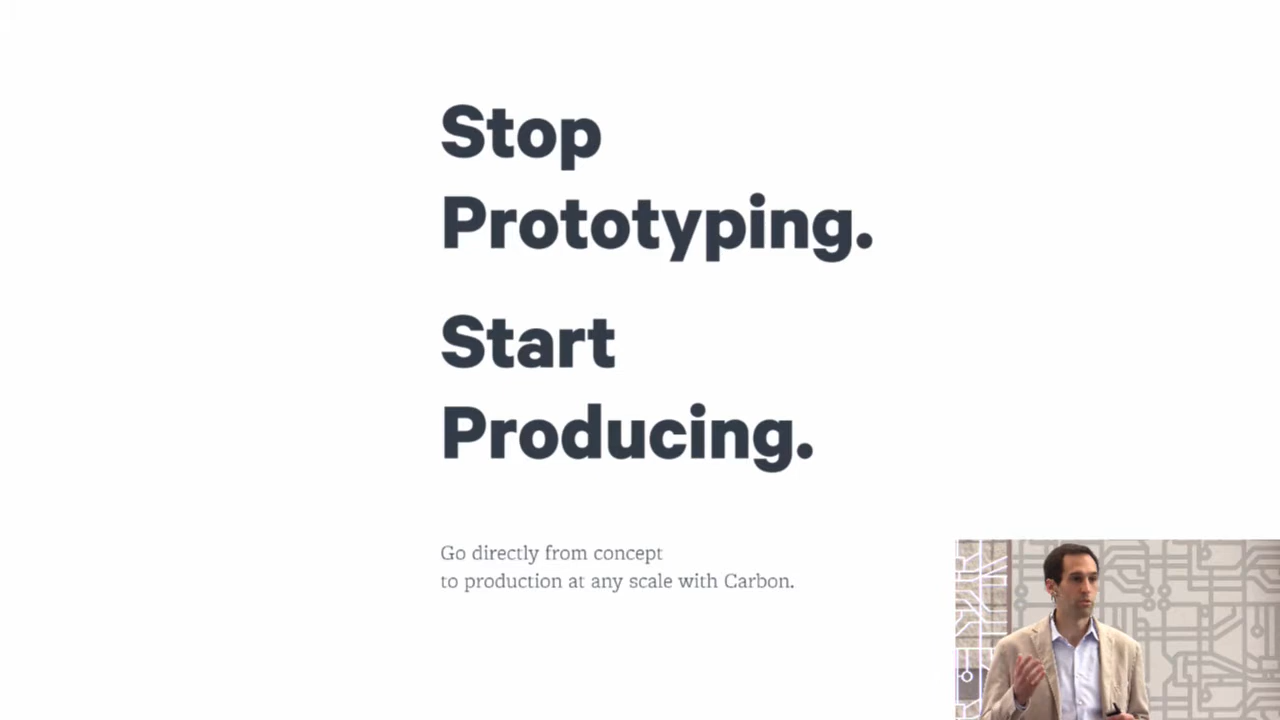 Stop
Prototyping.
Start
Producing.
Go directly from concept
to production at any scale with Carbon.